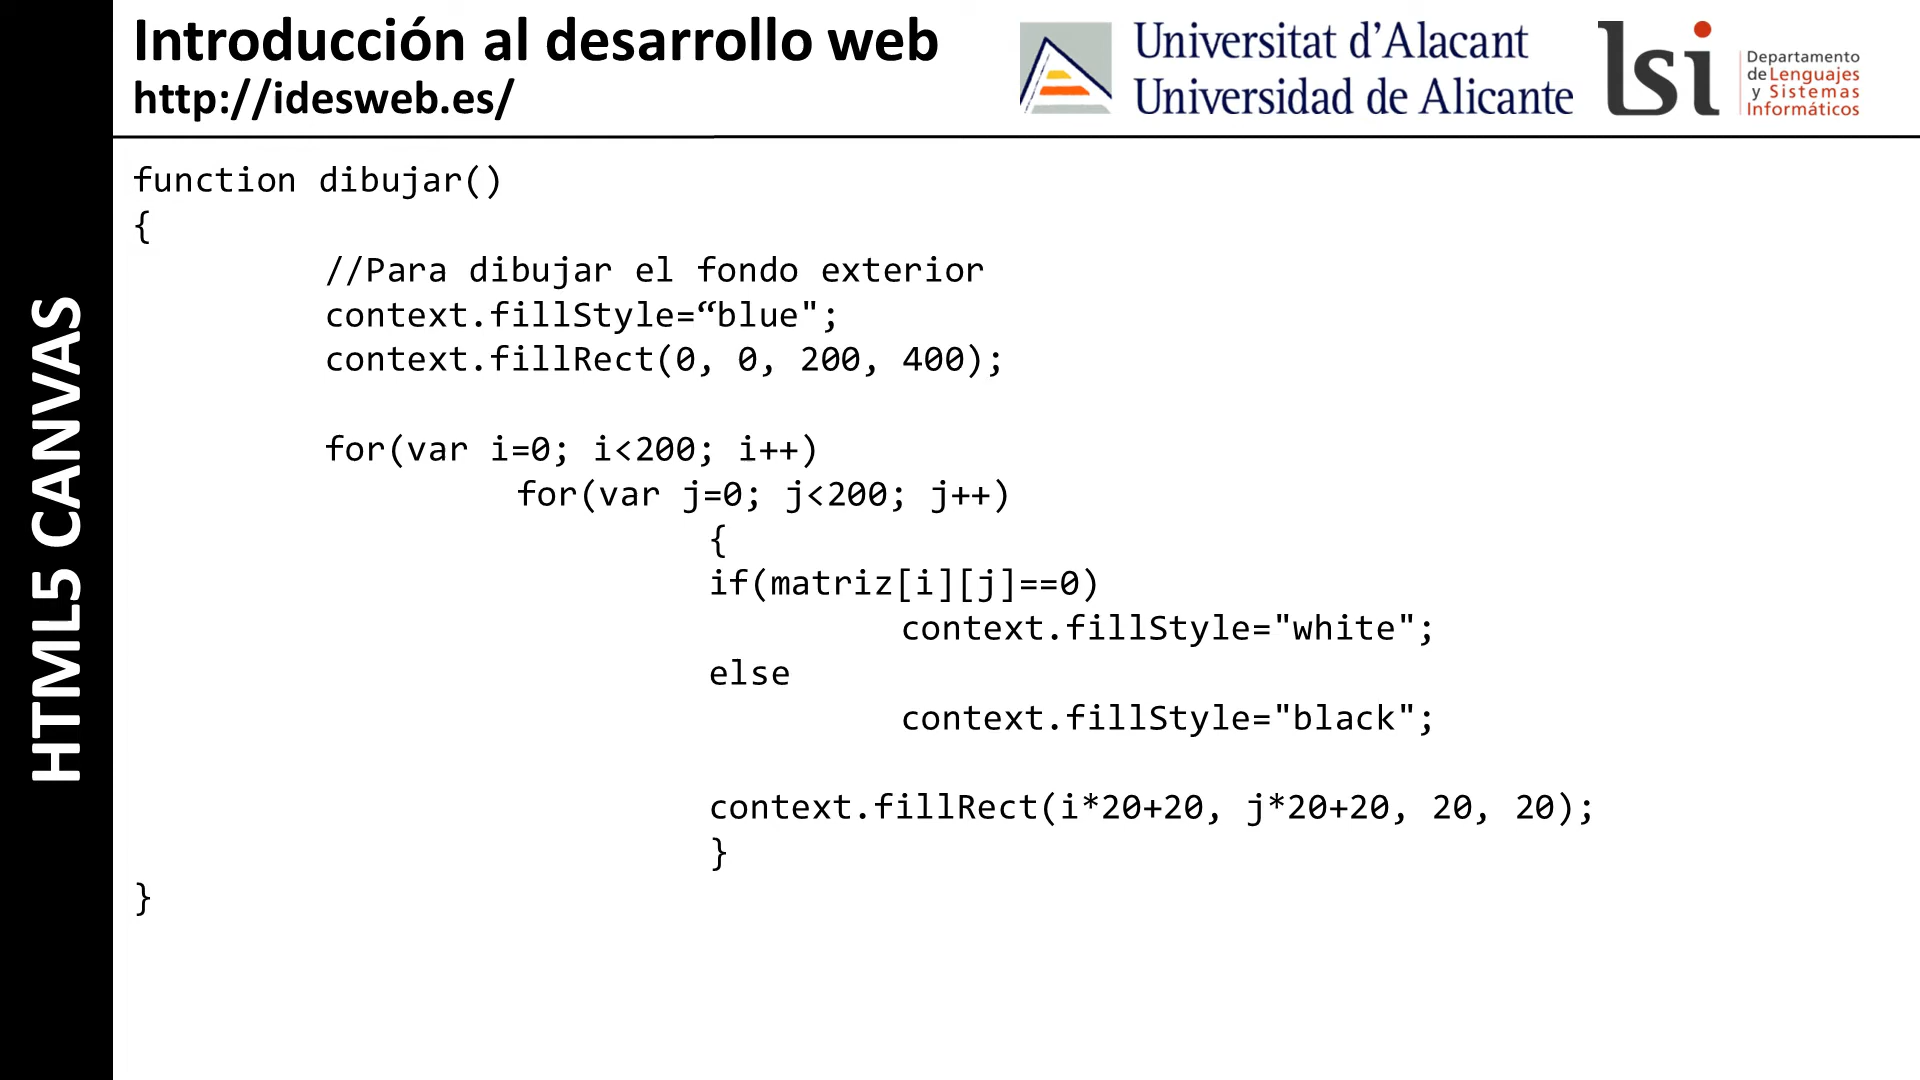 Introducción al desarrollo web
http://idesweb.es/
Universitat d’Alacant
Universidad de Alicante
lsi
Departamento
de Lenguajes
y Sistemas
Informáticos
HTML5 CANVAS
function dibujar()
{
//Para dibujar el fondo exterior
context.fillStyle=“blue";
context.fillRect(0, 0, 200, 400);
for(var i=0; i<200; i++)
for(var j=0; j<200; j++)
{
if(matriz[i][j]==0)
context.fillStyle="white";
else
context.fillStyle="black";
context.fillRect(i*20+20, j*20+20, 20, 20);
}
}